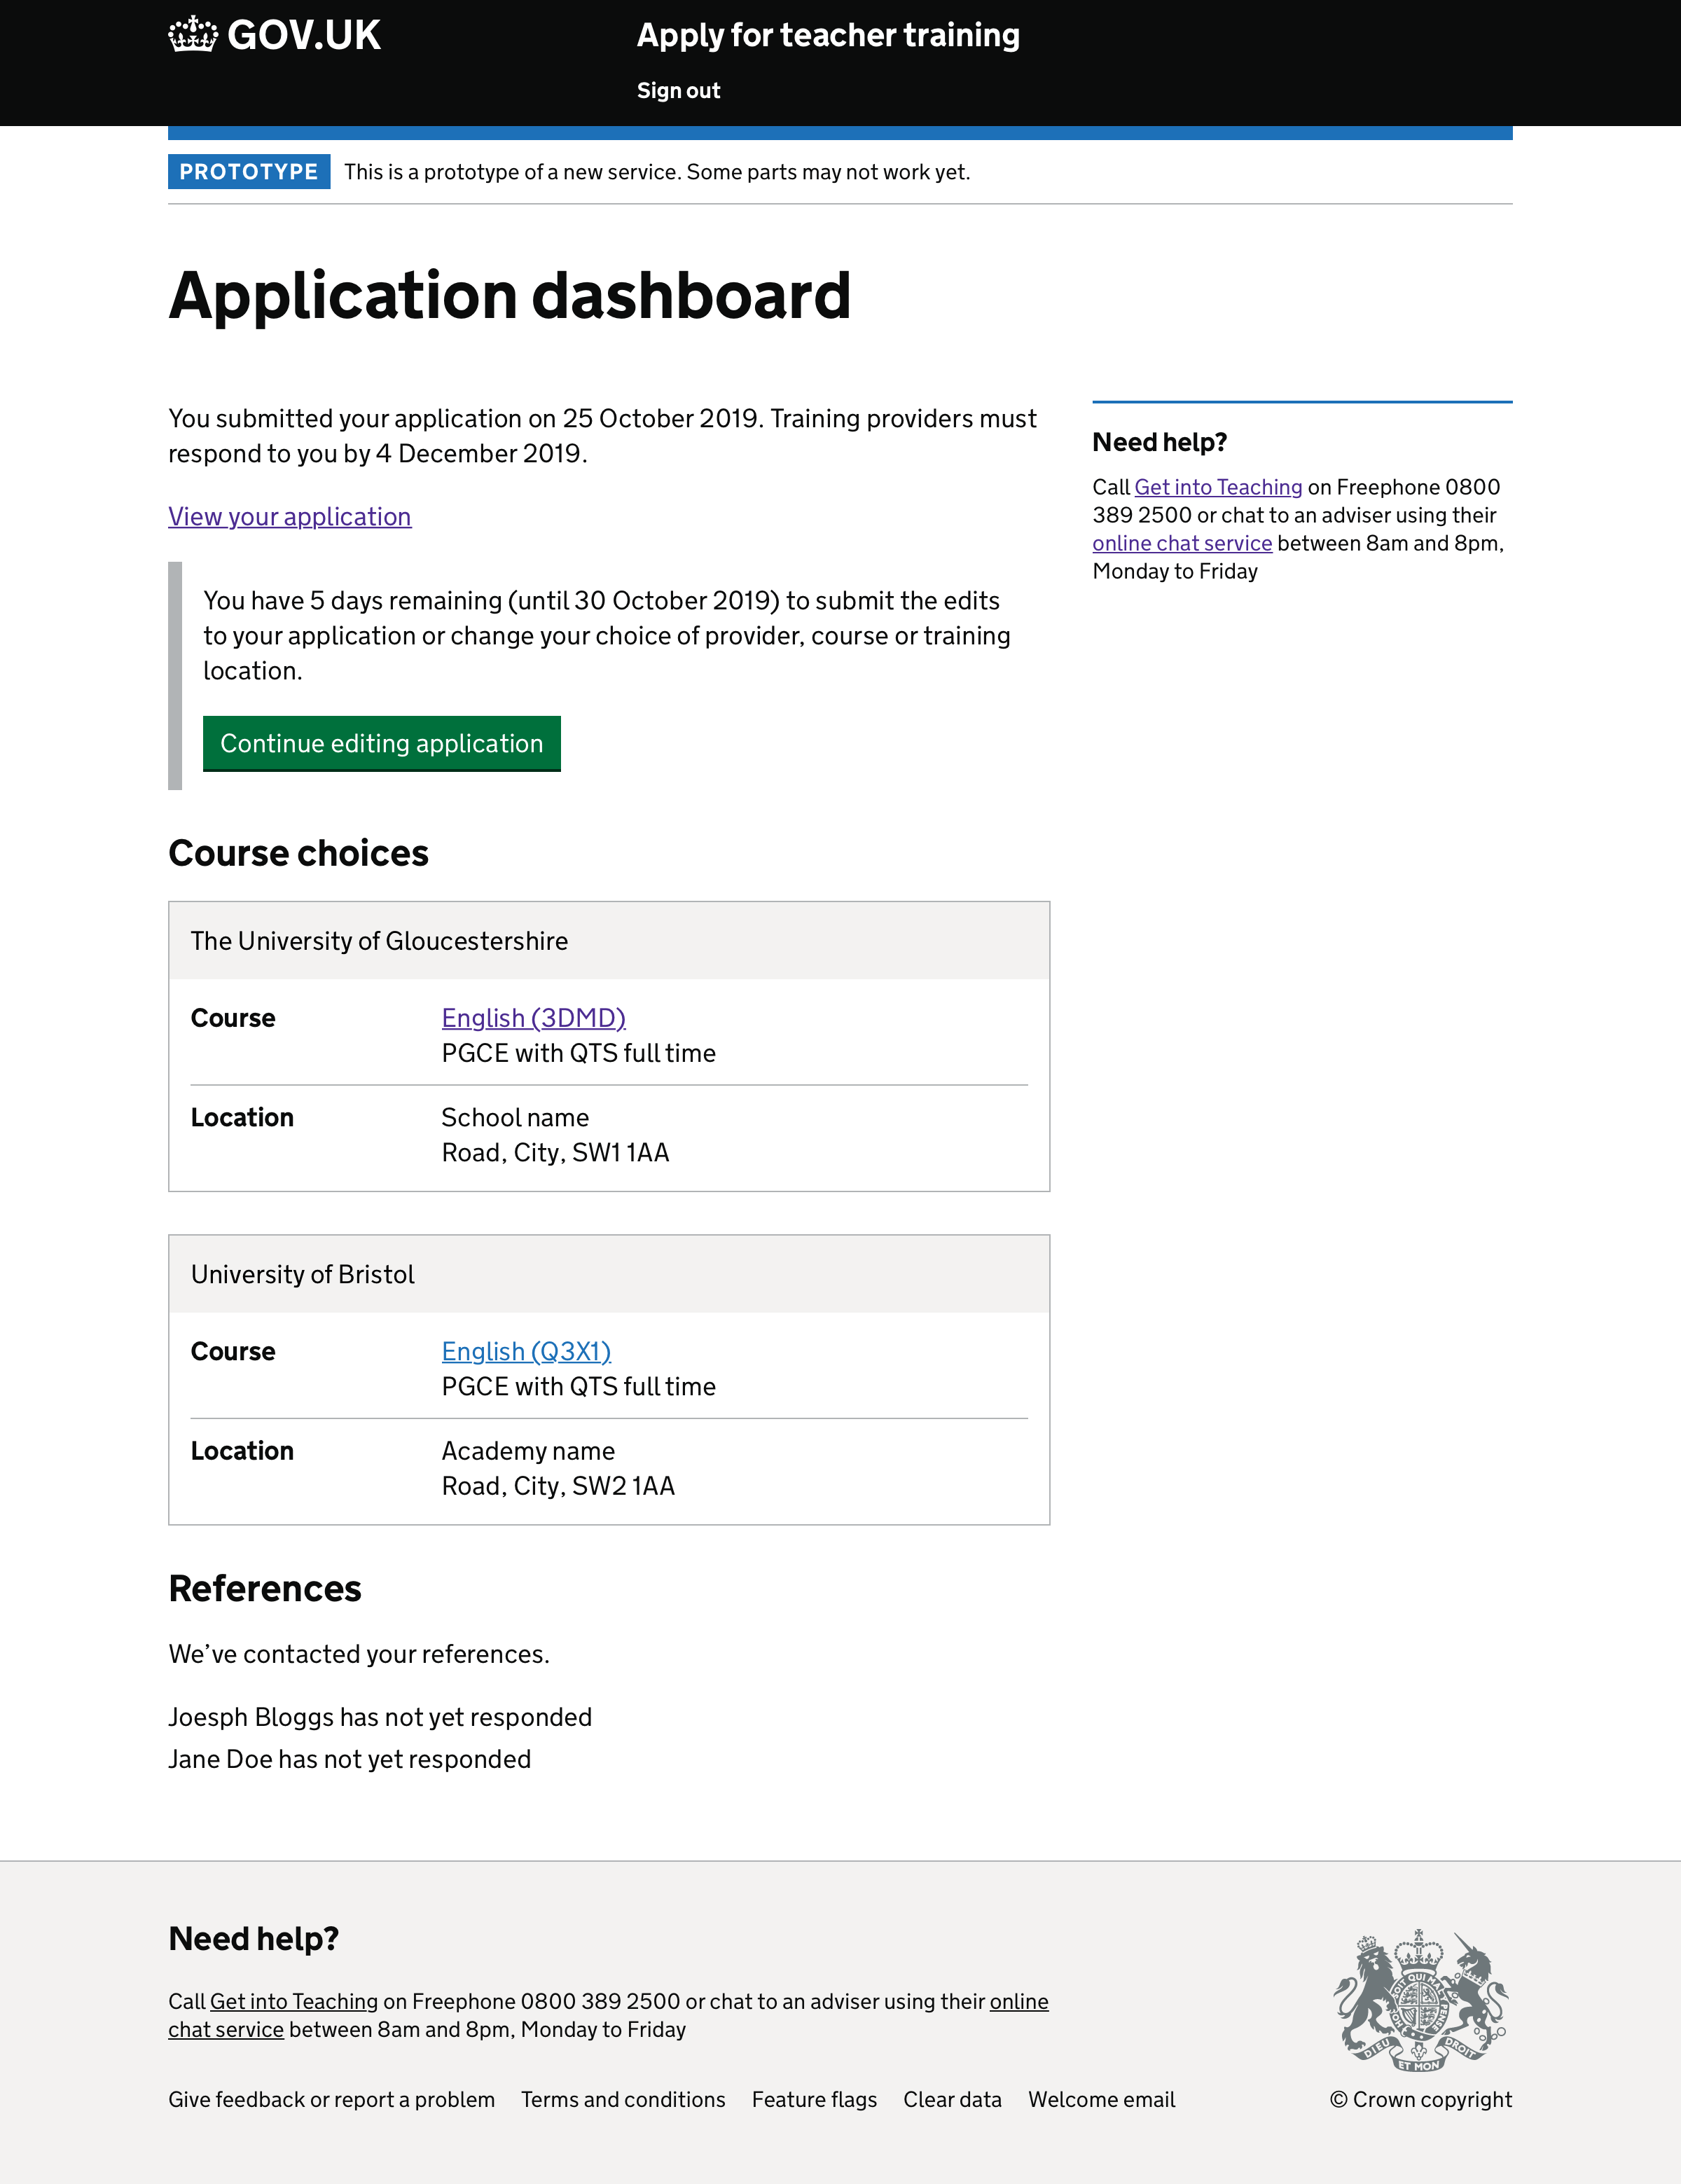 GOV.UK
Apply for teacher training
Sign out
PROTOTYPE This is a prototype of a new service. Some parts may not work yet.
Application dashboard
You submitted your application on 25 October 2019. Training providers must
respond to you by 4 December 2019.
View your application
You have 5 days remaining (until 30 October 2019) to submit the edits
to your application or change your choice of provider, course or training
location.
Continue editing application
Need help?
Call Get into Teaching on Freephone 0800
389 2500 or chat to an adviser using their
online chat service between 8am and 8pm,
Monday to Friday
Course choices
The University of Gloucestershire
Course English (3DMD)
PGCE with QTS full time
Location School name
Road, City, SW1 1AA
University of Bristol
Course English (Q3X1)
PGCE with QTS full time
Location Academy name
Road, City, SW2 1AA
References
We’ve contacted your references.
Joesph Bloggs has not yet responded
Jane Doe has not yet responded
Need help?
Call Get into Teaching on Freephone 0800 389 2500 or chat to an adviser using their online
chat service between 8am and 8pm, Monday to Friday
Give feedback or report a problem Terms and conditions Feature flags Clear data Welcome email
DIEU ET MON DROIT
© Crown copyright